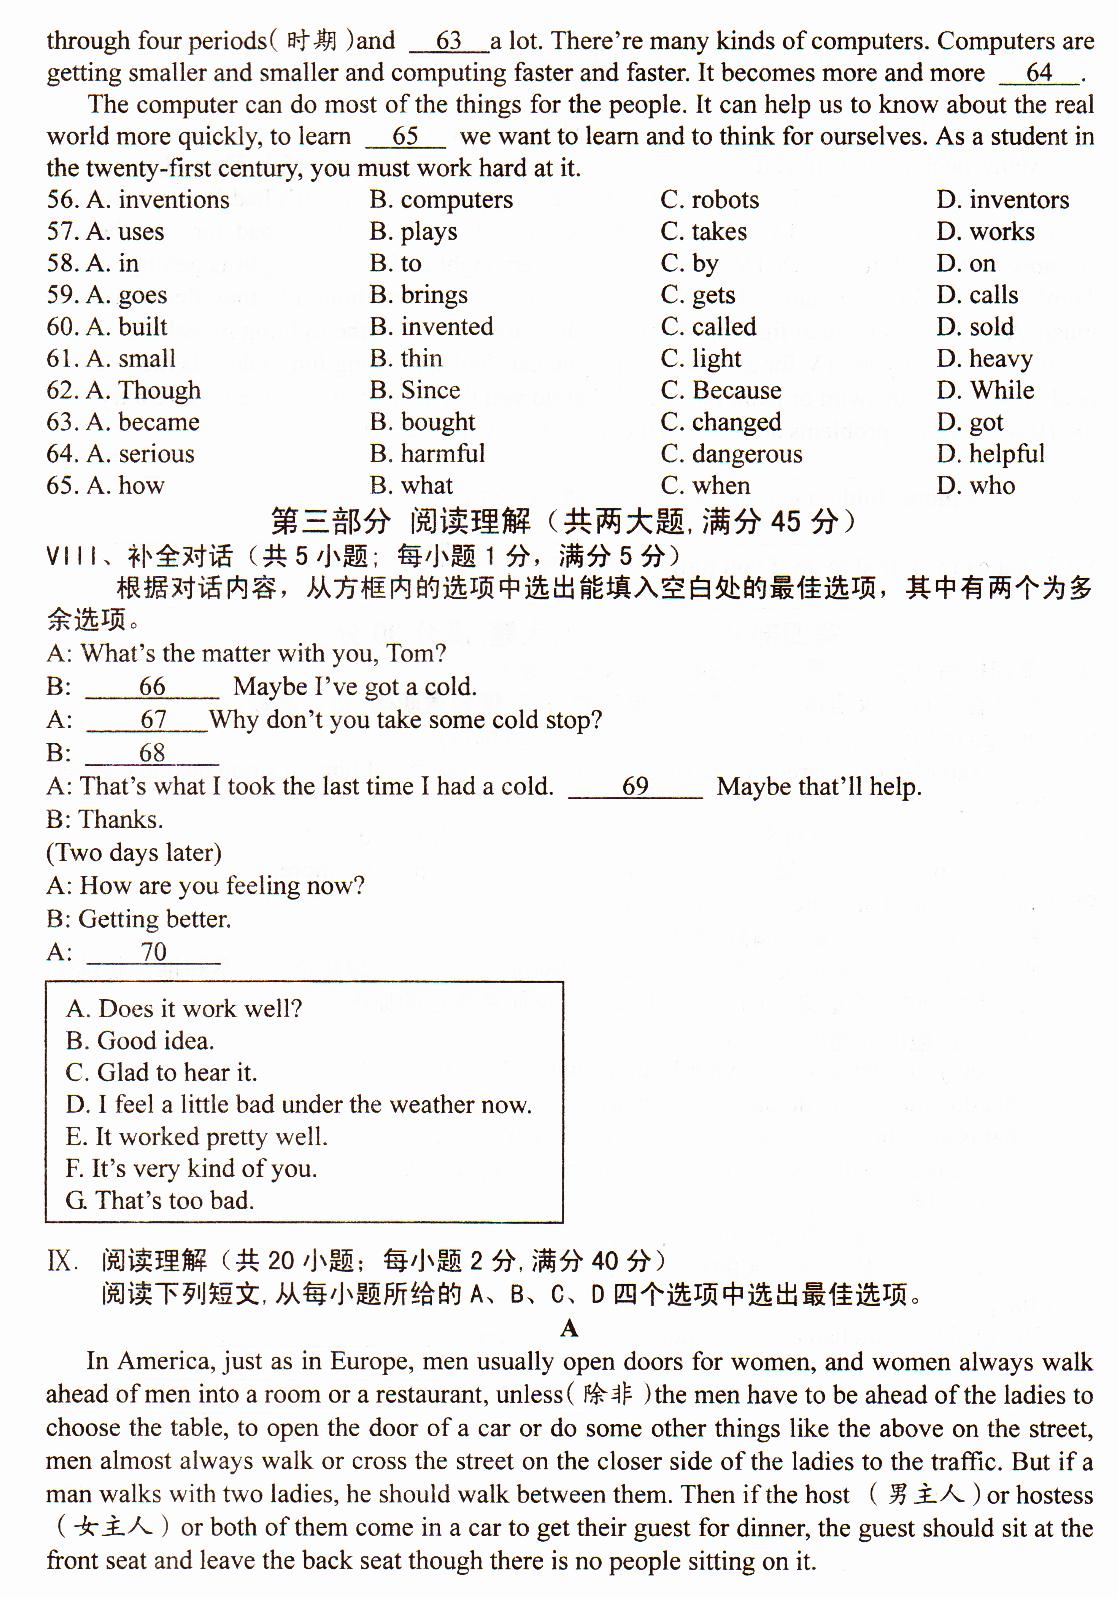 through four periods( 时期 )and 63 a lot. There're many kinds of computers. Computers are
getting smaller and smaller and computing faster and faster. It becomes more and more 64 .
The computer can do most of the things for the people. It can help us to know about the real
world more quickly, to learn 65 we want to learn and to think for ourselves. As a student in
the twenty-first century, you must work hard at it.
56. A. inventions B. computers C. robots D. inventors
57. A. uses B. plays C. takes D. works
58. A. in B. to C. by D. on
59. A. goes B. brings C. gets D. calls
60. A. built B. invented C. called D. sold
61. A. small B. thin C. light D. heavy
62. A. Though B. Since C. Because D. While
63. A. became B. bought C. changed D. got
64. A. serious B. harmful C. dangerous D. helpful
65. A. how B. what C. when D. who
第三部分 阅读理解（共两大题,满分 45 分）
VIII、补全对话（共 5 小题；每小题 1 分，满分 5 分）
根据对话内容，从方框内的选项中选出能填入空白处的最佳选项，其中有两个为多
余选项。
A: What's the matter with you, Tom?
B: 66 Maybe I've got a cold.
A: 67 Why don't you take some cold stop?
B: 68
A: That's what I took the last time I had a cold. 69 Maybe that'll help.
B: Thanks.
(Two days later)
A: How are you feeling now?
B: Getting better.
A: 70
A. Does it work well?
B. Good idea.
C. Glad to hear it.
D. I feel a little bad under the weather now.
E. It worked pretty well.
F. It's very kind of you.
G. That's too bad.
IX. 阅读理解（共 20 小题；每小题 2 分,满分 40 分）
阅读下列短文,从每小题所给的 A、B、C、D 四个选项中选出最佳选项。
A
In America, just as in Europe, men usually open doors for women, and women always walk
ahead of men into a room or a restaurant, unless( 除非 )the men have to be ahead of the ladies to
choose the table, to open the door of a car or do some other things like the above on the street,
men almost always walk or cross the street on the closer side of the ladies to the traffic. But if a
man walks with two ladies, he should walk between them. Then if the host （男主人）or hostess
（女主人）or both of them come in a car to get their guest for dinner, the guest should sit at the
front seat and leave the back seat though there is no people sitting on it.